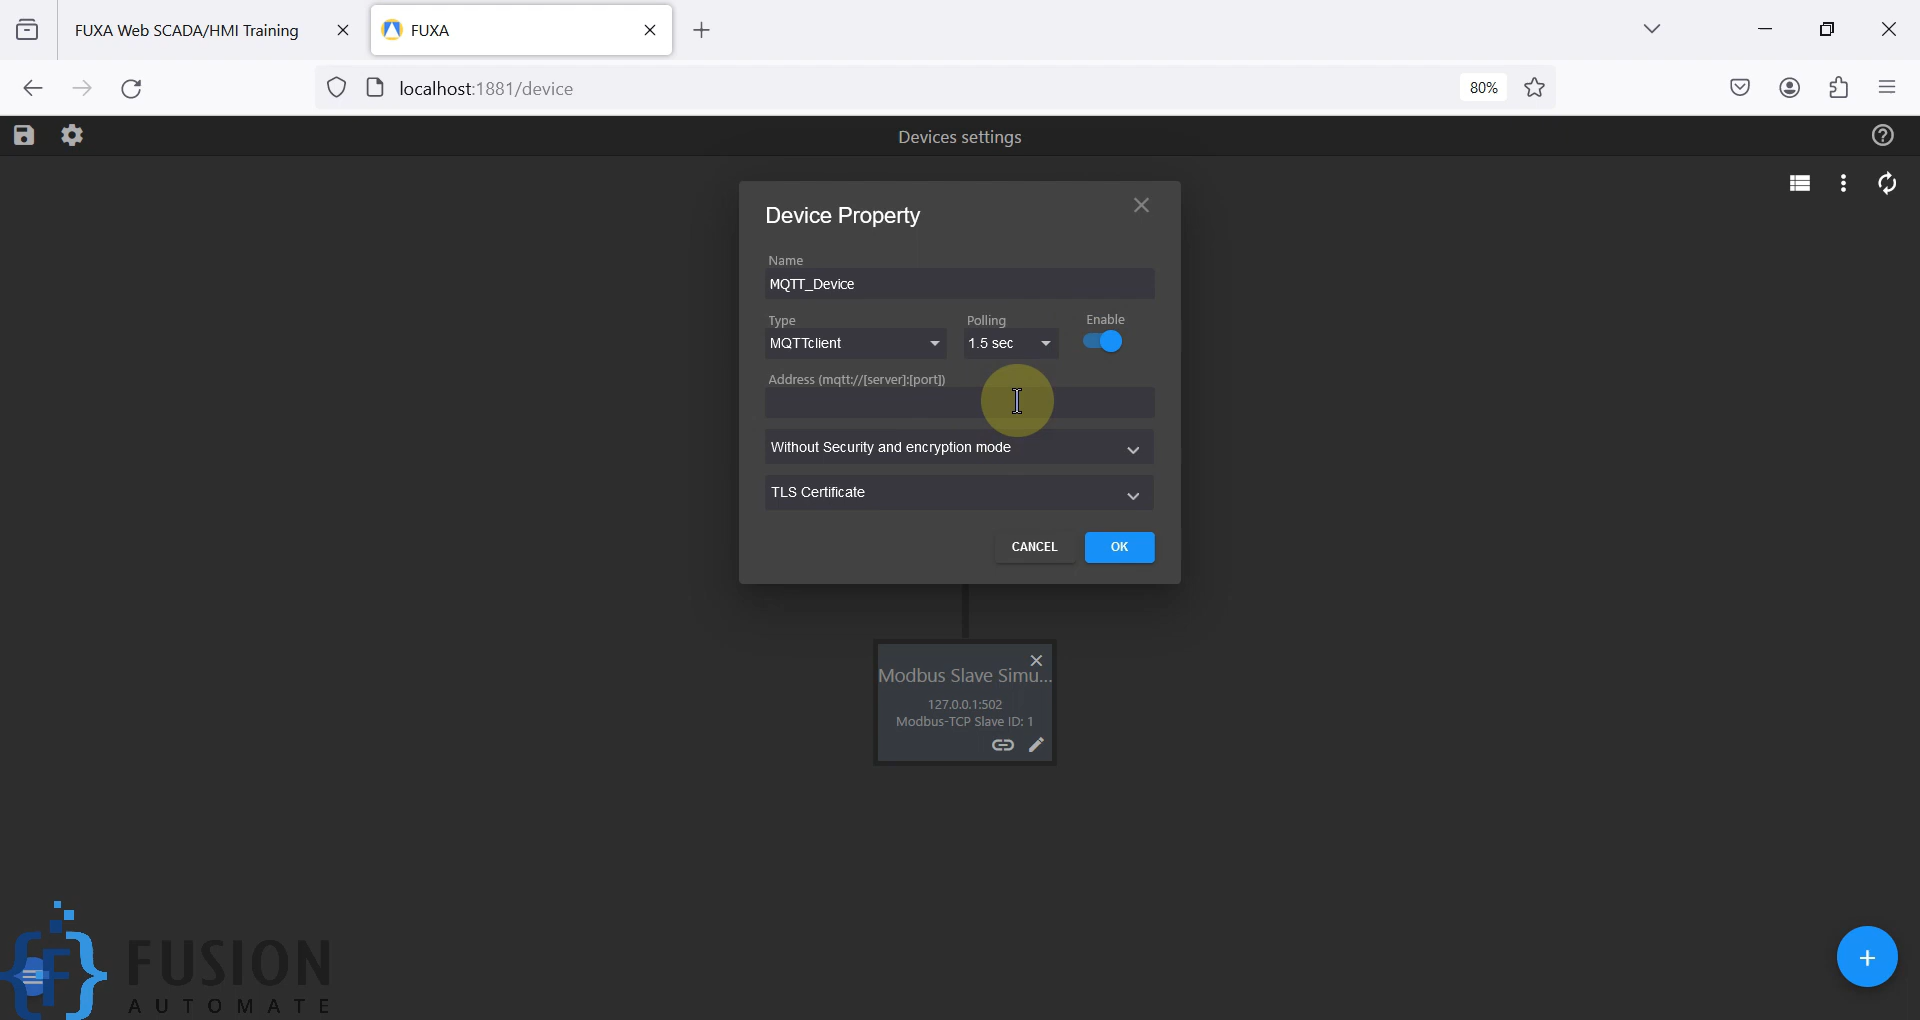 FUXA Web SCADA/HMI Training
FUXA
localhost:1881/device
80%
Devices settings
Device Property
Name
MQTT_Device
Type
Polling
Enable
MQTTclient
1.5 sec
Address (mqtt://[server]:[port])
Without Security and encryption mode
TLS Certificate
CANCEL
OK
Modbus Slave Simu...
127.0.0.1:502
Modbus-TCP Slave ID: 1
FUSION
AUTOMATE